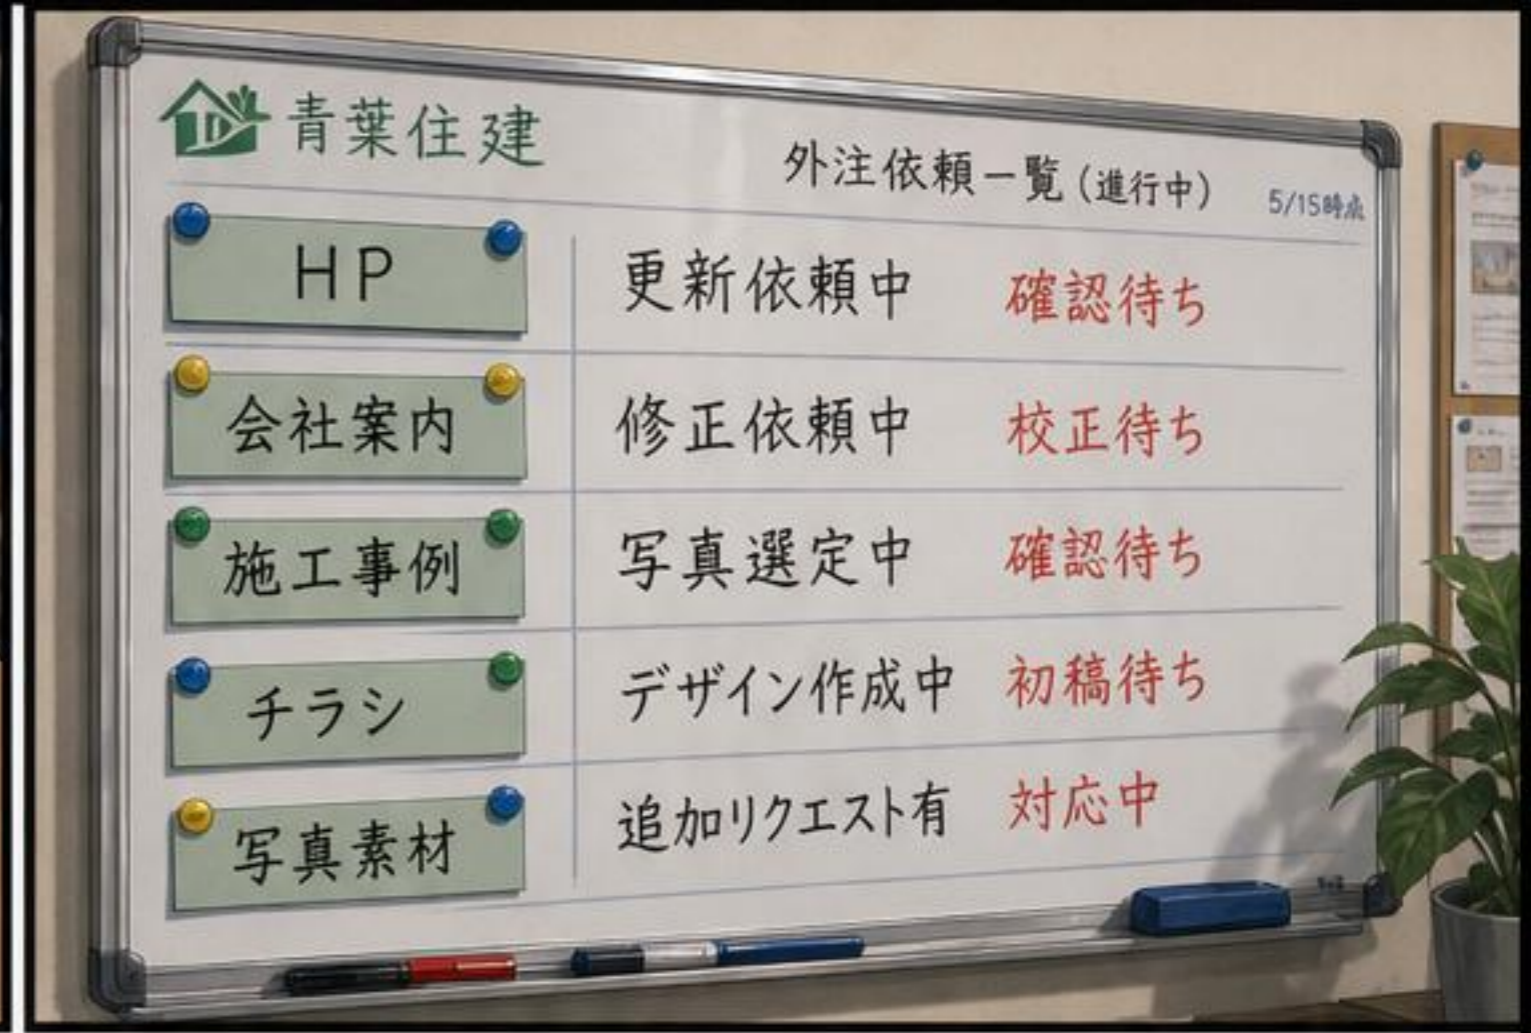 青葉住建
外注依頼一覧(進行中)
5/15時点
HP 更新依頼中 確認待ち
会社案内 修正依頼中 校正待ち
施工事例 写真選定中 確認待ち
チラシ デザイン作成中 初稿待ち
写真素材 追加リクエスト有 対応中